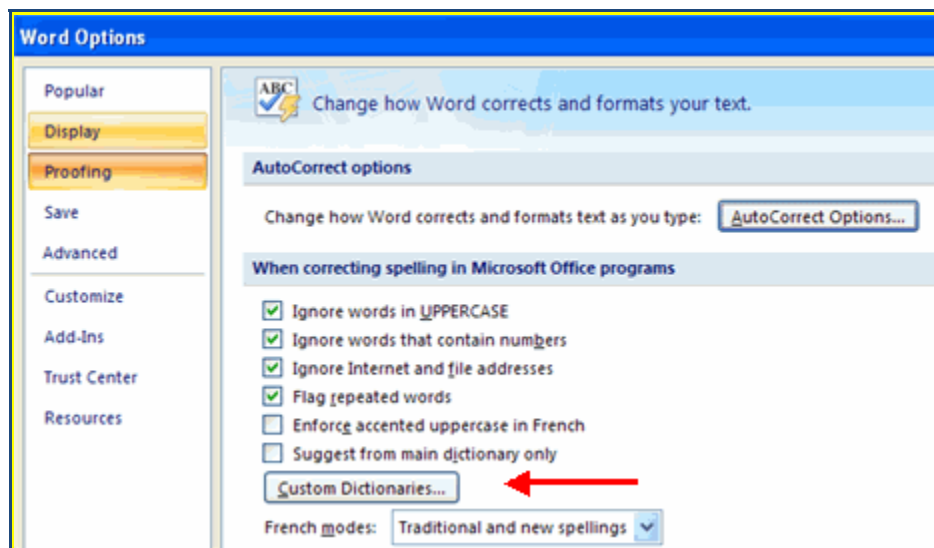 Word Options
Popular
Display
Proofing
Save
Advanced
Customize
Add-Ins
Trust Center
Resources
ABC
Change how Word corrects and formats your text.
AutoCorrect options
Change how Word corrects and formats text as you type: AutoCorrect Options...
When correcting spelling in Microsoft Office programs
Ignore words in UPPERCASE
Ignore words that contain numbers
Ignore Internet and file addresses
Flag repeated words
Enforce accented uppercase in French
Suggest from main dictionary only
Custom Dictionaries...
French modes: Traditional and new spellings